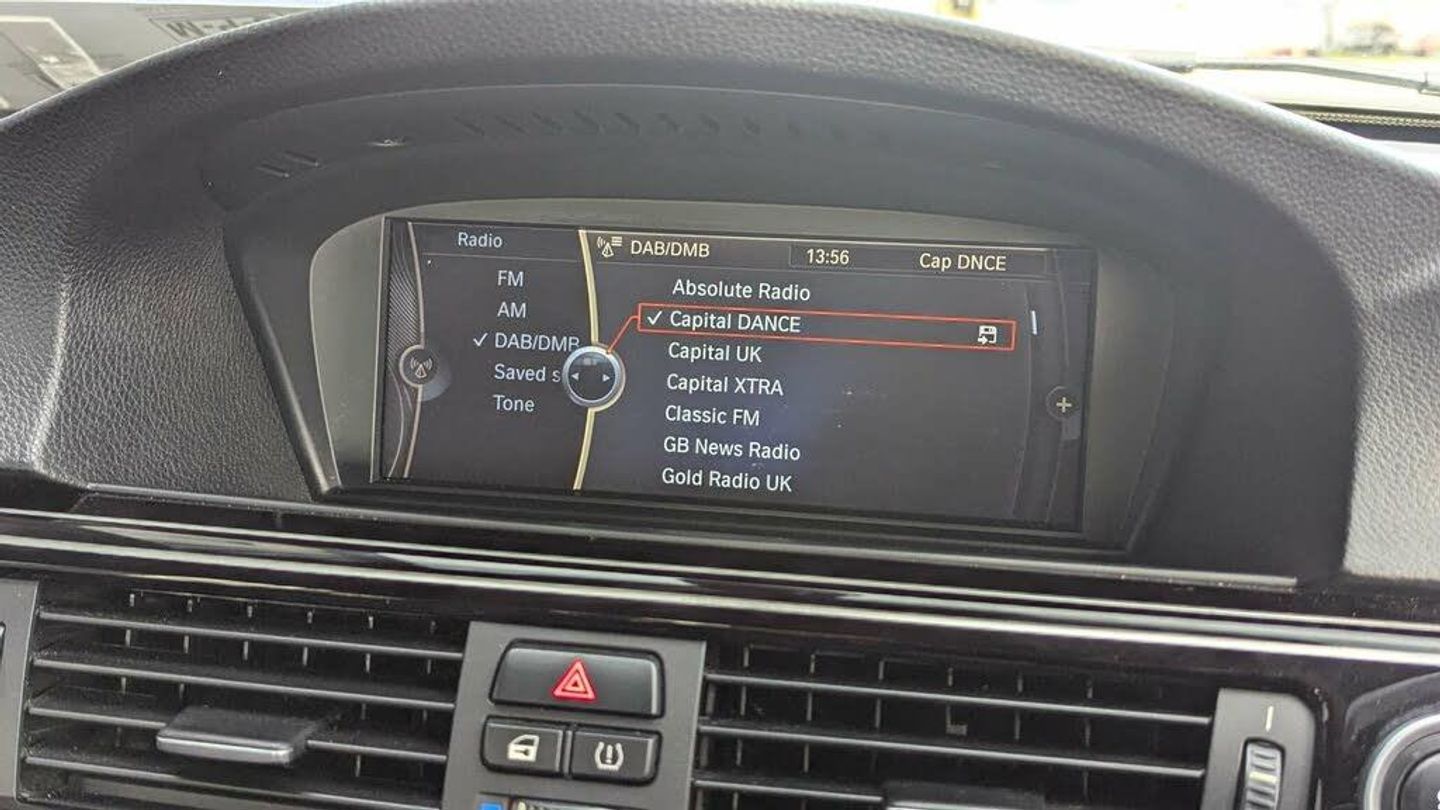 Radio
DAB/DMB
13:56
Cap DNCE
FM
AM
✓ DAB/DMB
Saved s
Tone
Absolute Radio
✓ Capital DANCE
Capital UK
Capital XTRA
Classic FM
GB News Radio
Gold Radio UK